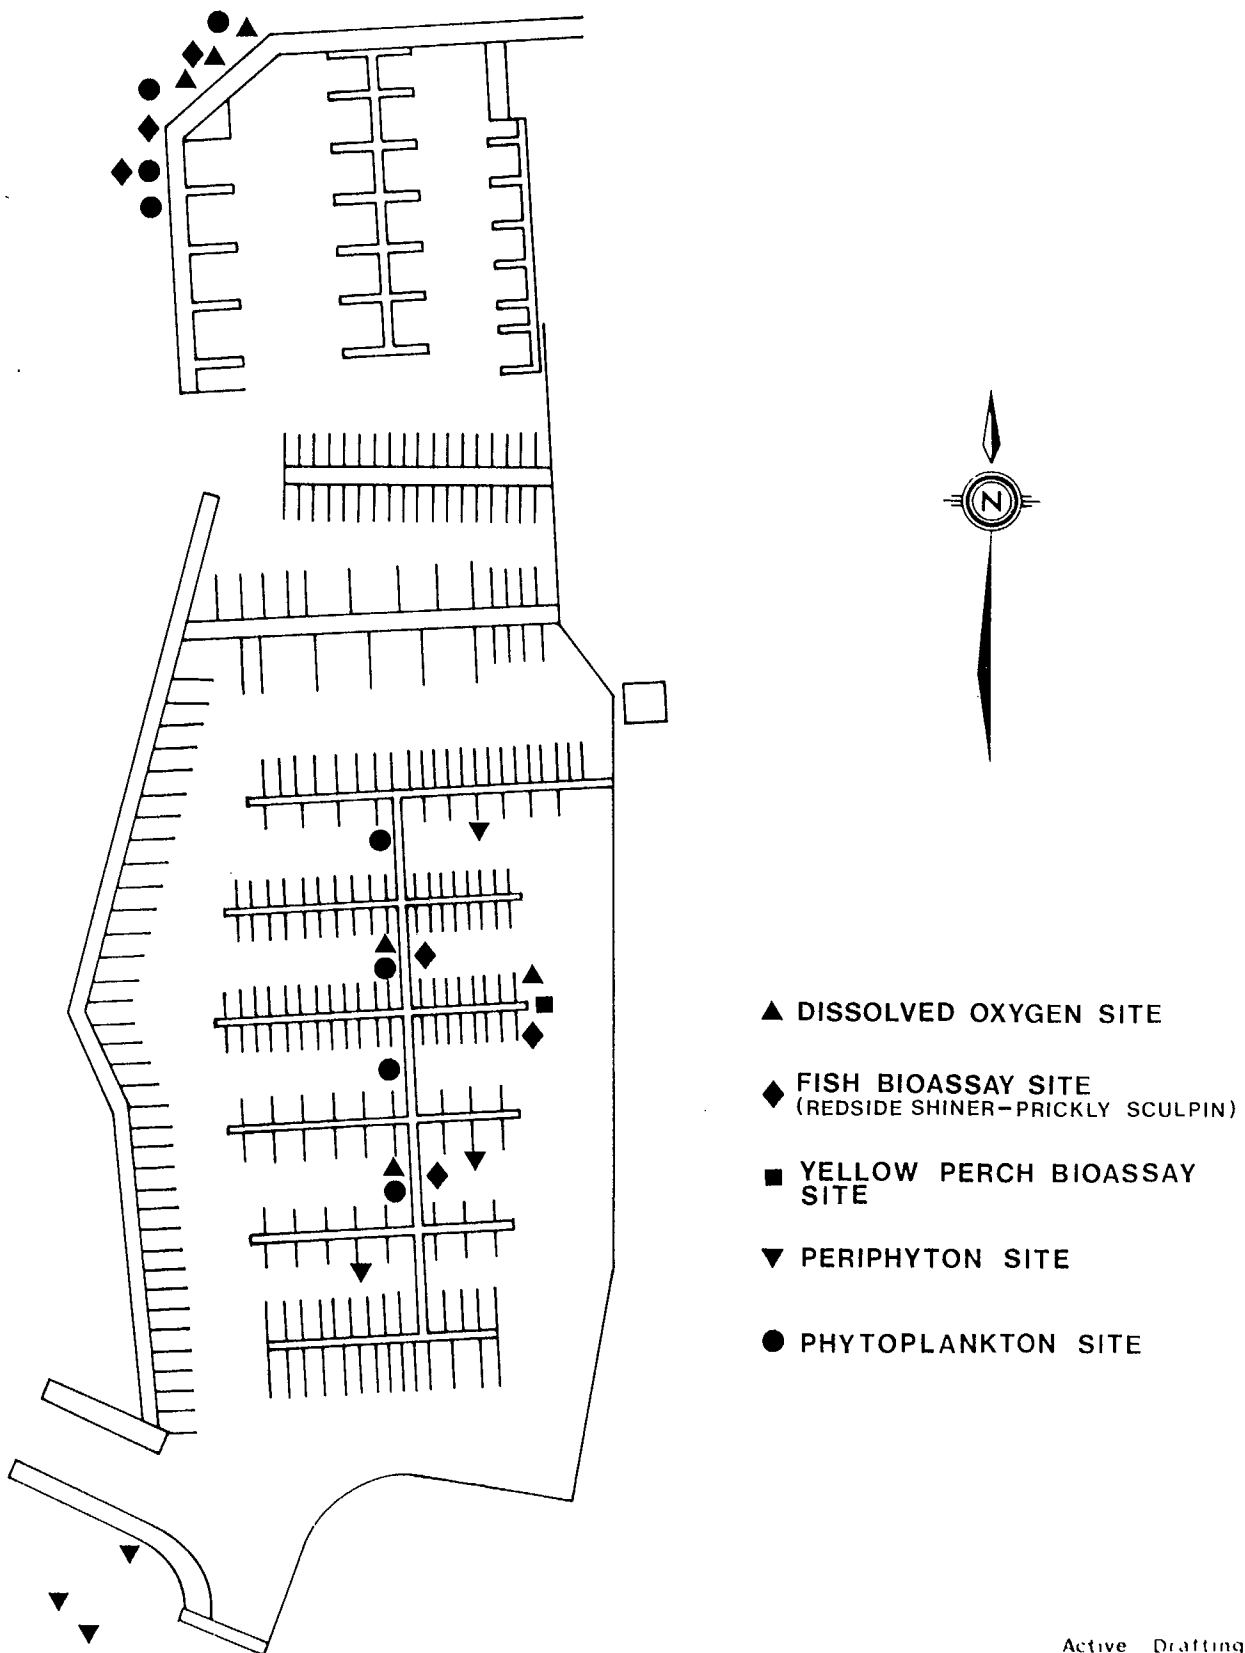 N
DISSOLVED OXYGEN SITE
FISH BIOASSAY SITE
(REDSIDE SHINER-PRICKLY SCULPIN)
YELLOW PERCH BIOASSAY
SITE
PERIPHYTON SITE
PHYTOPLANKTON SITE
Active Drafting